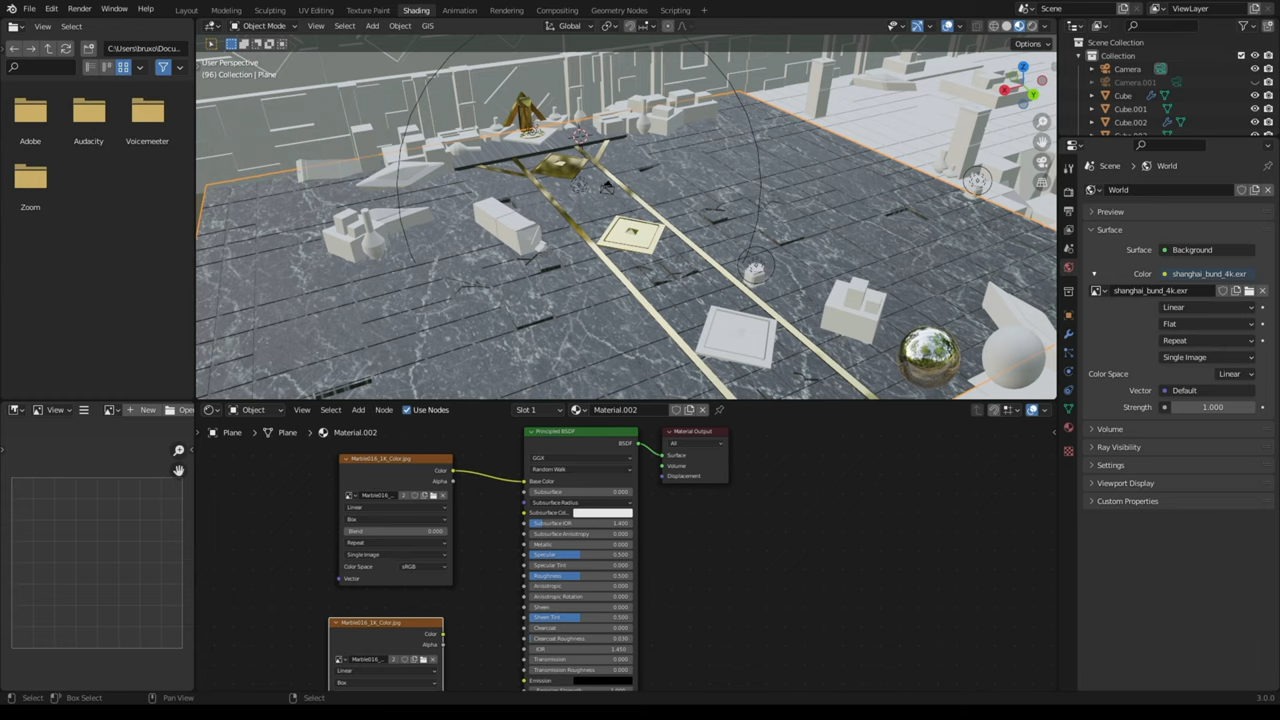 File Edit Render Window Help
Layout Modeling Sculpting UV Editing Texture Paint Shading Animation Rendering Compositing Geometry Nodes Scripting
Scene ViewLayer
View Select
Object Mode View Select Add Object GIS
Global
C:\Users\bruxo\Docu...
Options
User Perspective
(96) Collection | Plane
Z
X
Y
Adobe
Audacity
Voicemeeter
Zoom
Scene Collection
Collection
Camera
Camera.001
Cube
Cube.001
Cube.002
Scene World
World
Preview
Surface
Surface Background
Color shanghai_bund_4k.exr
shanghai_bund_4k.exr
Linear
Flat
Repeat
Single Image
Color Space Linear
Vector Default
Strength 1.000
Volume
Ray Visibility
Settings
Viewport Display
Custom Properties
View New Ope
Object View Select Add Node Use Nodes Slot 1 Material.002
Plane Plane Material.002
Marble016_1K_Color.jpg
Color
Alpha
Marble016_... 2
Linear
Box
Blend 0.000
Repeat
Single Image
Color Space sRGB
Vector
Marble016_1K_Color.jpg
Color
Alpha
Marble016_... 2
Linear
Box
Principled BSDF
BSDF
GGX
Random Walk
Base Color
Subsurface 0.000
Subsurface Radius
Subsurface Col...
Subsurface IOR 1.400
Subsurface Anisotropy 0.000
Metallic 0.000
Specular 0.500
Specular Tint 0.000
Roughness 0.500
Anisotropic 0.000
Anisotropic Rotation 0.000
Sheen 0.000
Sheen Tint 0.500
Clearcoat 0.000
Clearcoat Roughness 0.030
IOR 1.450
Transmission 0.000
Transmission Roughness 0.000
Emission
Material Output
All
Surface
Volume
Displacement
Select Box Select Pan View Select 3.0.0